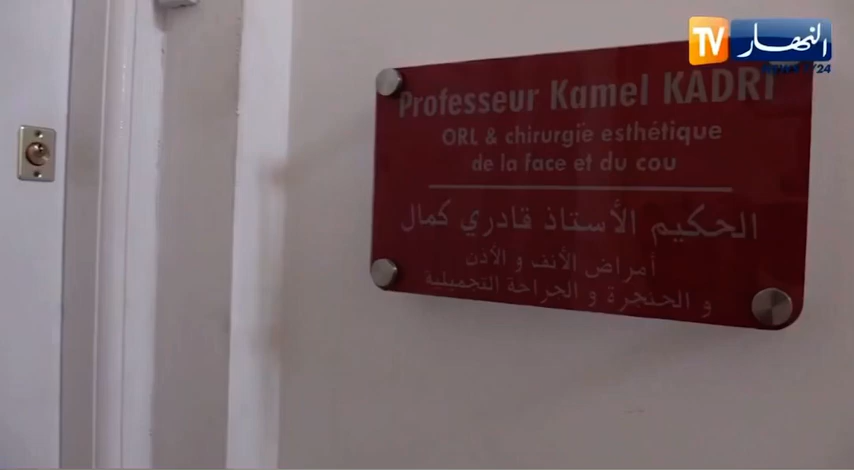 TV النهار
Professeur Kamel KADRI
ORL & chirurgie esthétique
de la face et du cou
الحكيم الأستاذ قادري كمال
أمراض الأنف و الأذن
و الحنجرة و الجراحة التجميلية